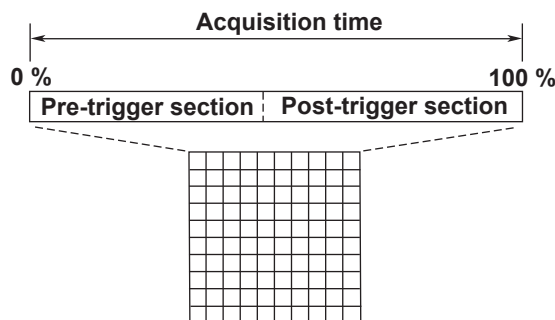 Acquisition time
0 % 100 %
Pre-trigger section Post-trigger section